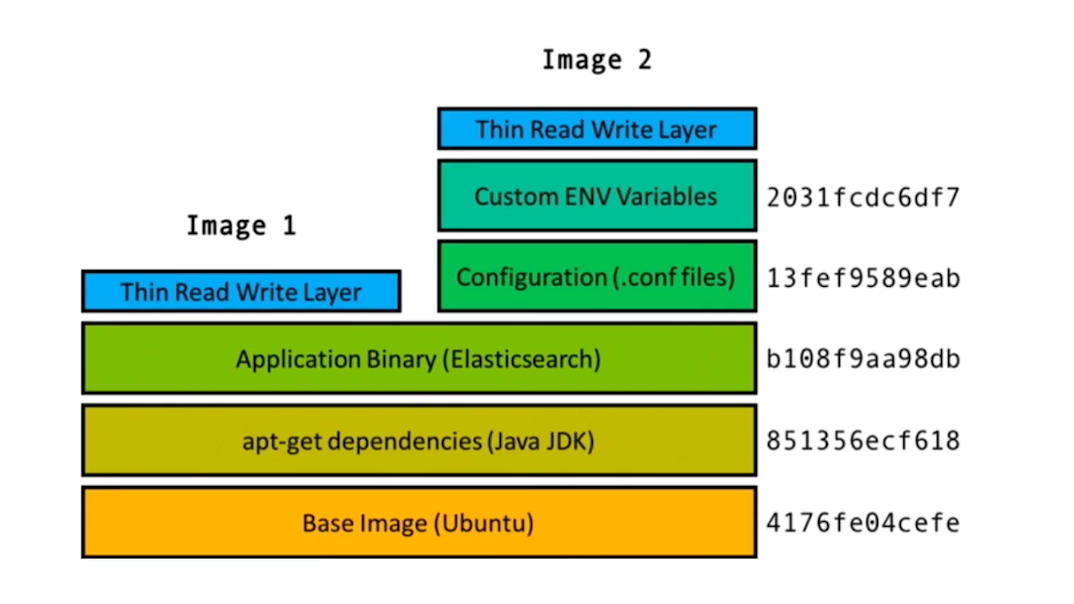 Image 2
Thin Read Write Layer
Custom ENV Variables 2031fcdc6df7
Image 1
Configuration (.conf files) 13fef9589eab
Thin Read Write Layer
Application Binary (Elasticsearch) b108f9aa98db
apt-get dependencies (Java JDK) 851356ecf618
Base Image (Ubuntu) 4176fe04cefe